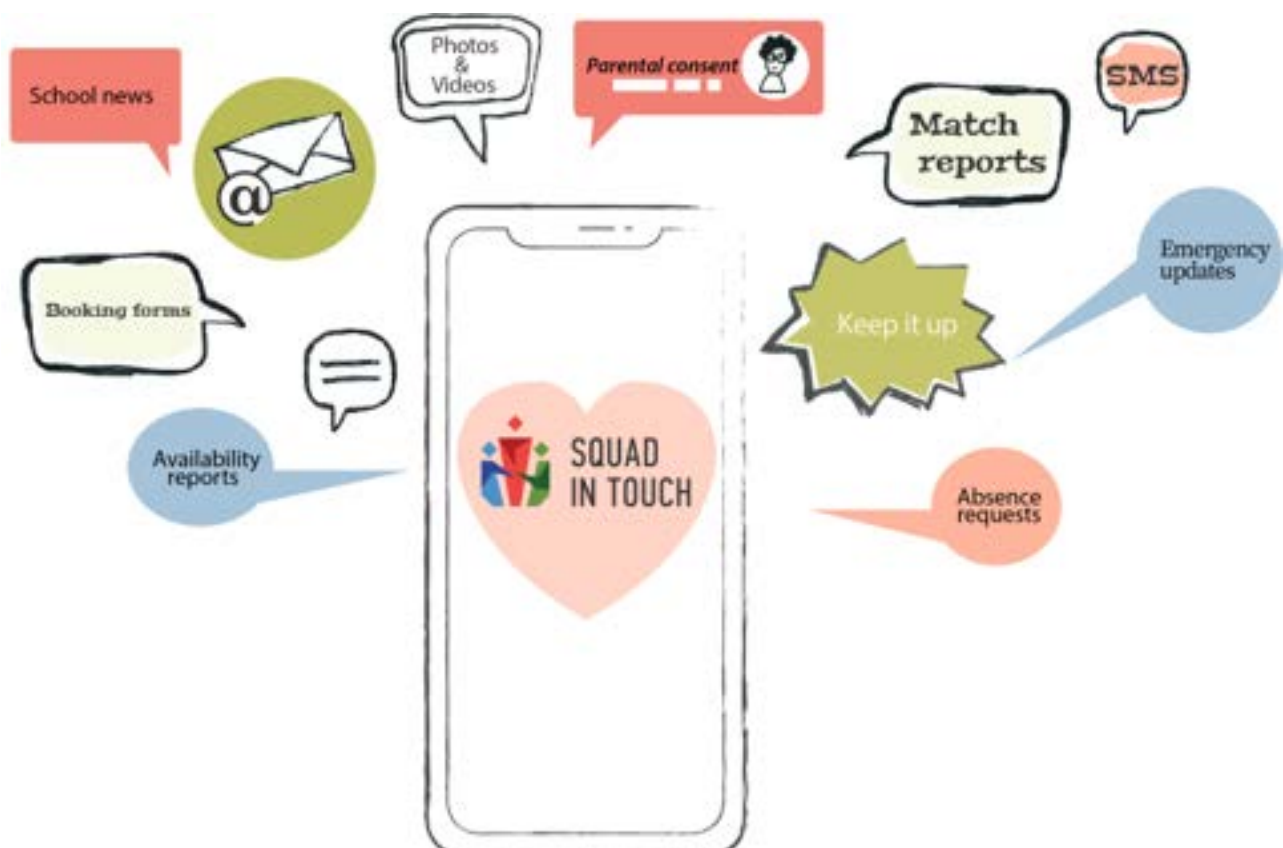 School news
Photos
&
Videos
Parental consent
SMS
Match
reports
@
Emergency
updates
Booking forms
Keep it up
Availability
reports
SQUAD
IN TOUCH
Absence
requests